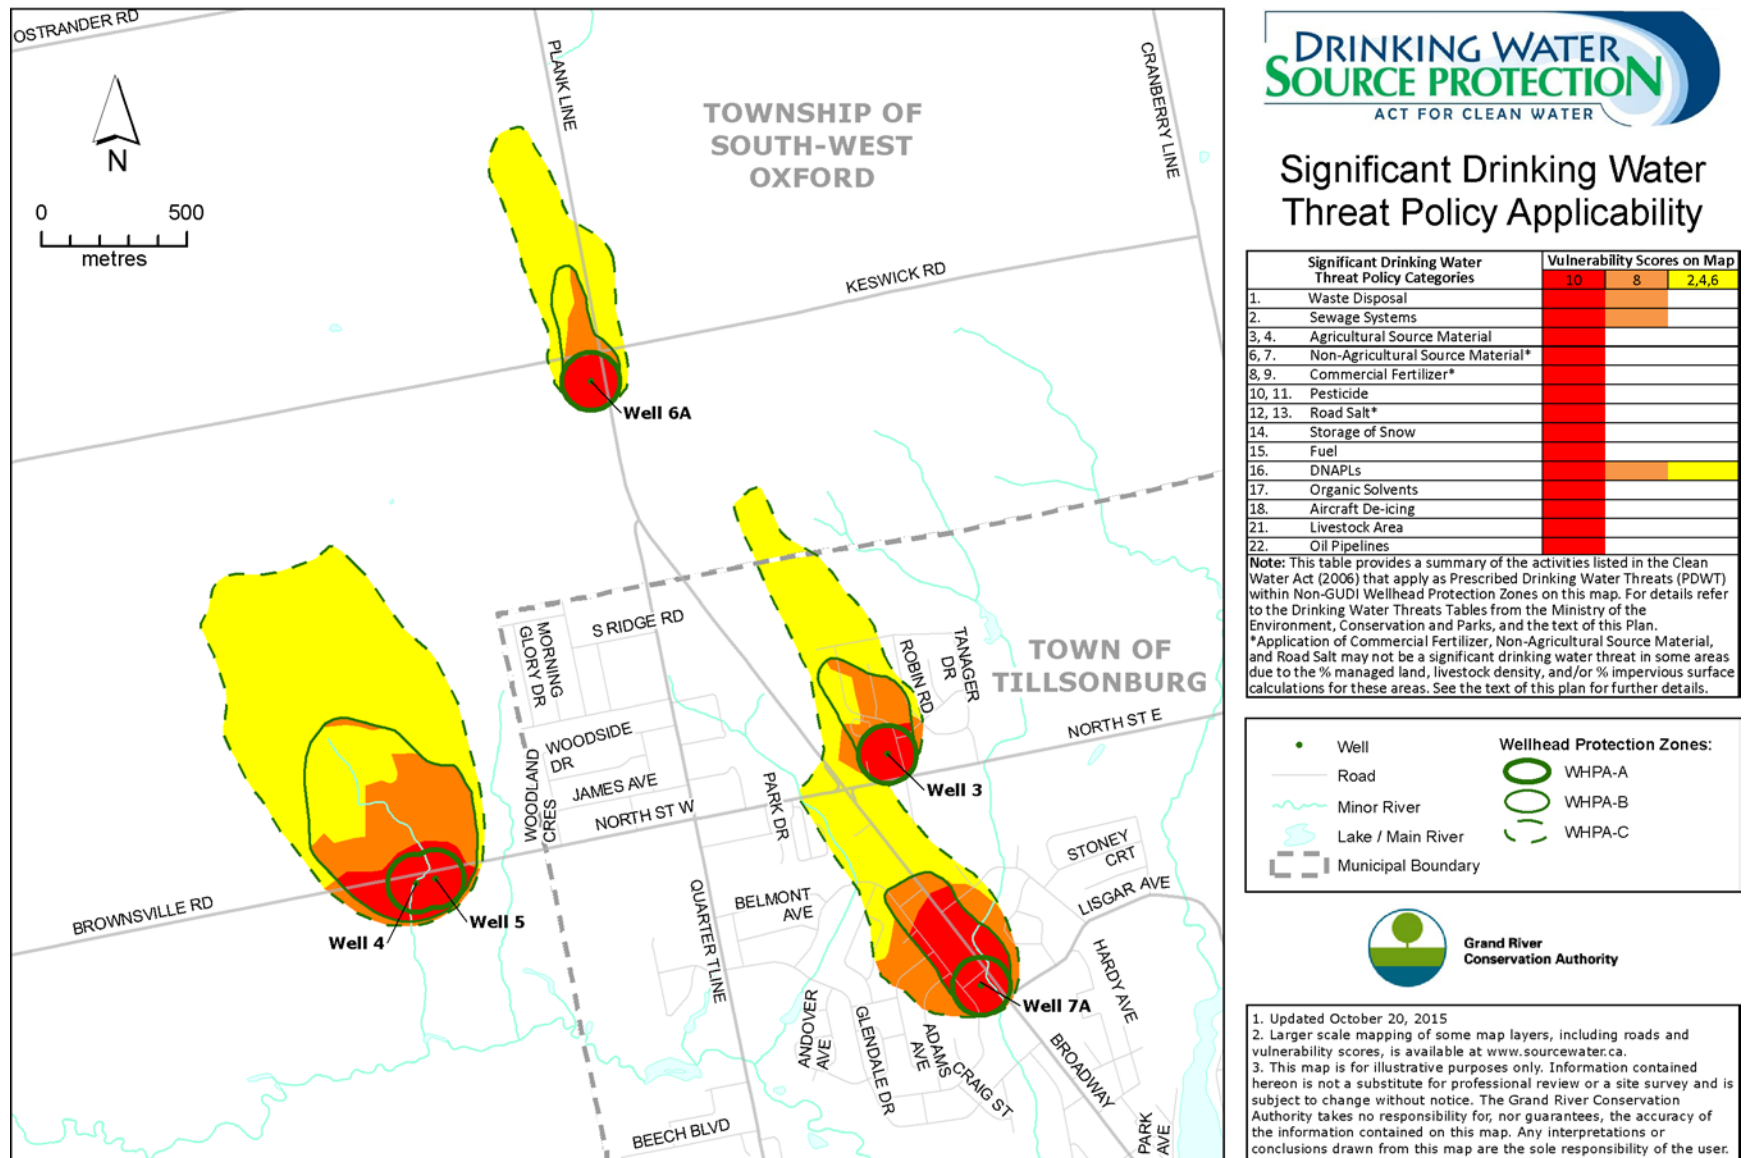 OSTRANDER RD
PLANK LINE
CRANBERRY LINE
TOWNSHIP OF
SOUTH-WEST
OXFORD
N
0 500
metres
KESWICK RD
Well 6A
S RIDGE RD
MORNING
GLORY DR
ROBIN RD
TANAGER
DR
TOWN OF
TILLSONBURG
NORTH ST E
WOODSIDE
DR
WOODLAND
CRES
JAMES AVE
NORTH ST W
PARK DR
Well 3
STONEY
CRT
LISGAR AVE
BROWNSVILLE RD
Well 5
Well 4
QUARTER TLINE
BELMONT
AVE
HARDY AVE
Well 7A
ANDOVER
AVE
GLENDALE DR
ADAMS
AVE
CRAIG ST
BROADWAY
BEECH BLVD
PARK
AVE
DRINKING WATER
SOURCE PROTECTION
ACT FOR CLEAN WATER
Significant Drinking Water
Threat Policy Applicability
Significant Drinking Water
Threat Policy Categories
Vulnerability Scores on Map
10 8 2,4,6
1. Waste Disposal
2. Sewage Systems
3, 4. Agricultural Source Material
6, 7. Non-Agricultural Source Material*
8, 9. Commercial Fertilizer*
10, 11. Pesticide
12, 13. Road Salt*
14. Storage of Snow
15. Fuel
16. DNAPLs
17. Organic Solvents
18. Aircraft De-icing
21. Livestock Area
22. Oil Pipelines
Note: This table provides a summary of the activities listed in the Clean
Water Act (2006) that apply as Prescribed Drinking Water Threats (PDWT)
within Non-GUDI Wellhead Protection Zones on this map. For details refer
to the Drinking Water Threats Tables from the Ministry of the
Environment, Conservation and Parks, and the text of this Plan.
*Application of Commercial Fertilizer, Non-Agricultural Source Material,
and Road Salt may not be a significant drinking water threat in some areas
due to the % managed land, livestock density, and/or % impervious surface
calculations for these areas. See the text of this plan for further details.
Well
Road
Minor River
Lake / Main River
Municipal Boundary
Wellhead Protection Zones:
WHPA-A
WHPA-B
WHPA-C
Grand River
Conservation Authority
1. Updated October 20, 2015
2. Larger scale mapping of some map layers, including roads and
vulnerability scores, is available at www.sourcewater.ca.
3. This map is for illustrative purposes only. Information contained
hereon is not a substitute for professional review or a site survey and is
subject to change without notice. The Grand River Conservation
Authority takes no responsibility for, nor guarantees, the accuracy of
the information contained on this map. Any interpretations or
conclusions drawn from this map are the sole responsibility of the user.